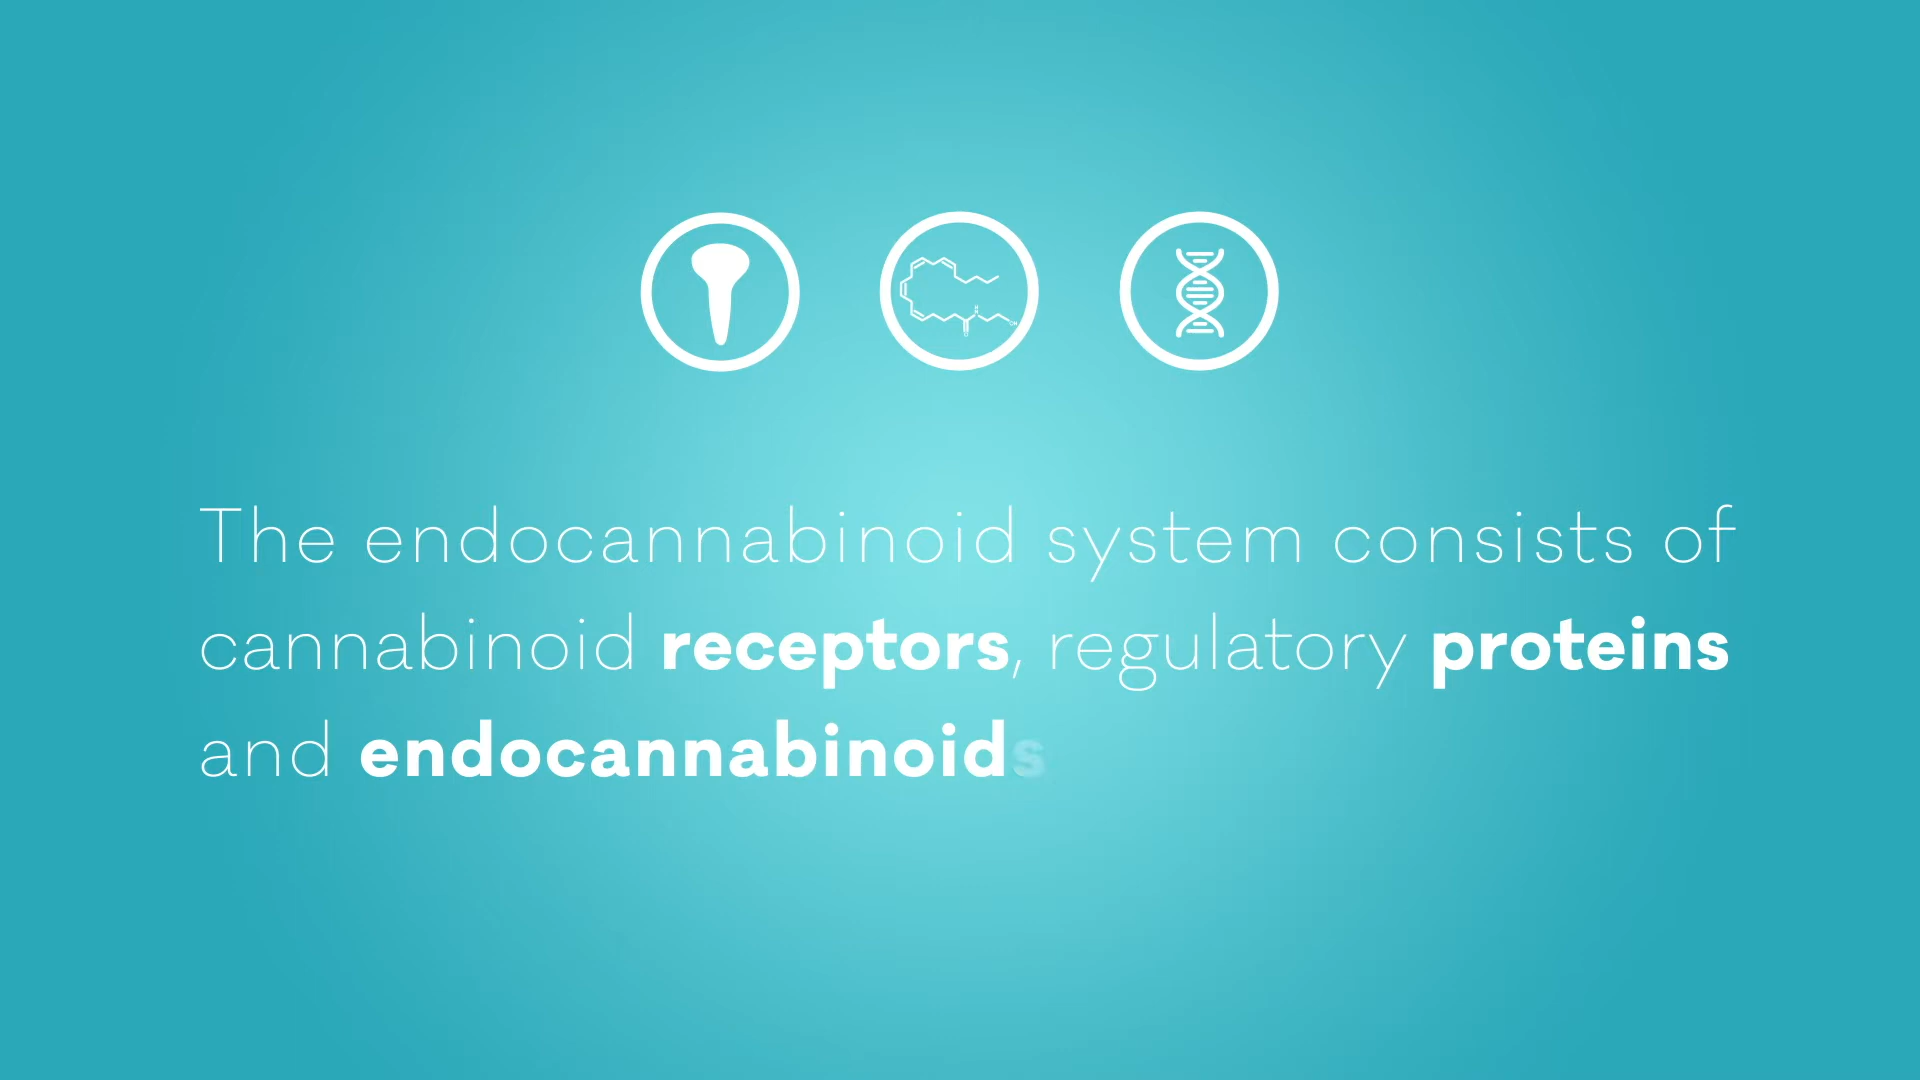 The endocannabinoid system consists of
cannabinoid receptors, regulatory proteins
and endocannabinoids